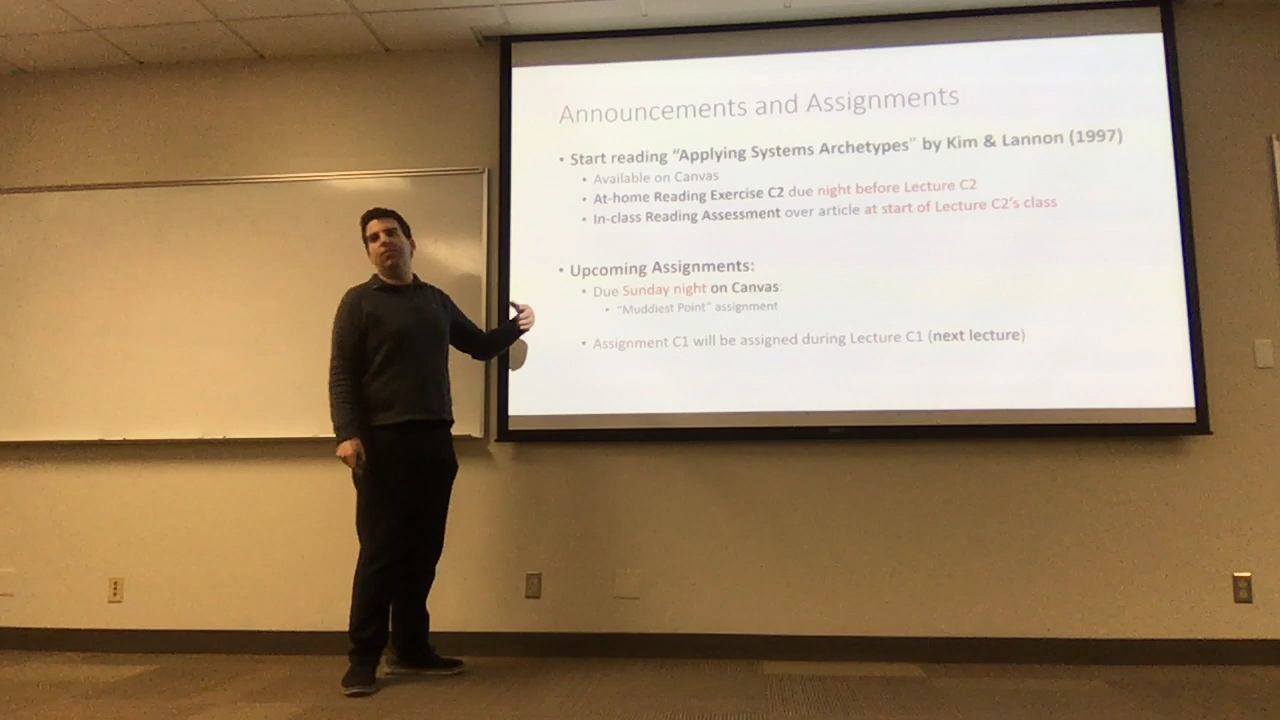 Announcements and Assignments
• Start reading “Applying Systems Archetypes” by Kim & Lannon (1997)
• Available on Canvas
• At-home Reading Exercise C2 due night before Lecture C2
• In-class Reading Assessment over article at start of Lecture C2’s class
• Upcoming Assignments:
• Due Sunday night on Canvas:
• “Muddiest Point” assignment
• Assignment C1 will be assigned during Lecture C1 (next lecture)